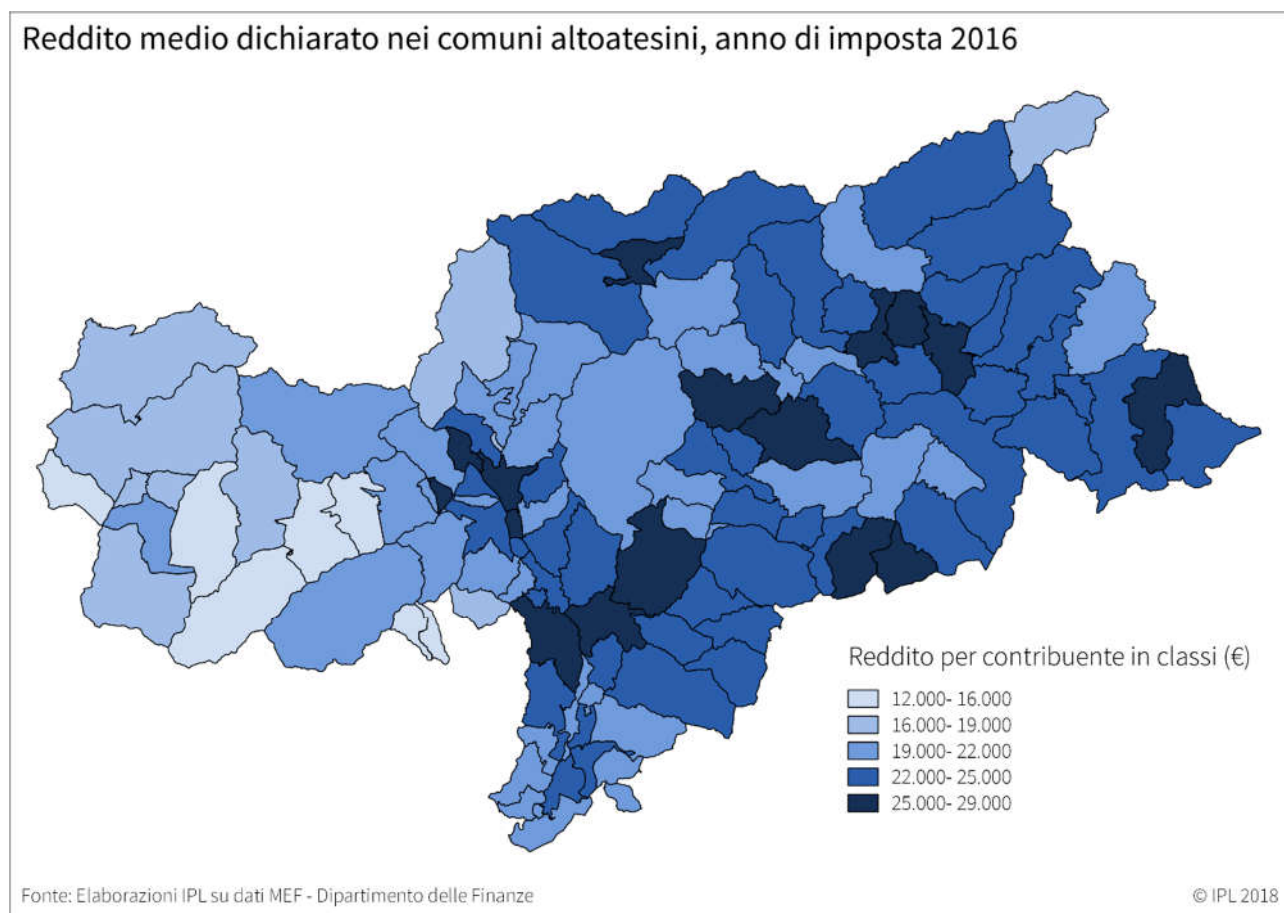 Reddito medio dichiarato nei comuni altoatesini, anno di imposta 2016
Reddito per contribuente in classi (€)
12.000- 16.000
16.000- 19.000
19.000- 22.000
22.000- 25.000
25.000- 29.000
Fonte: Elaborazioni IPL su dati MEF - Dipartimento delle Finanze
© IPL 2018